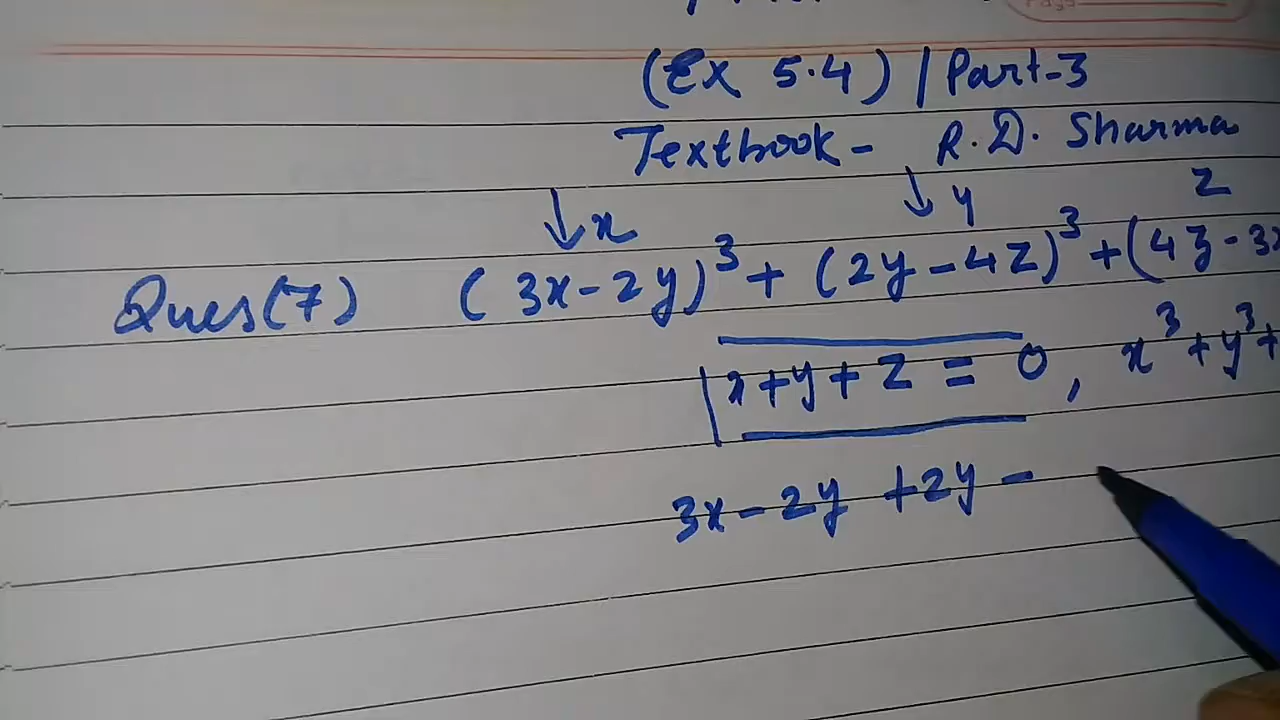 (Ex 5.4) / Part-3
Textbook - R.D. Sharma
↓x ↓y z
Ques(7) (3x-2y)³ + (2y-4z)³ + (4z-3x
x+y+z = 0, x³+y³+
3x-2y +2y-